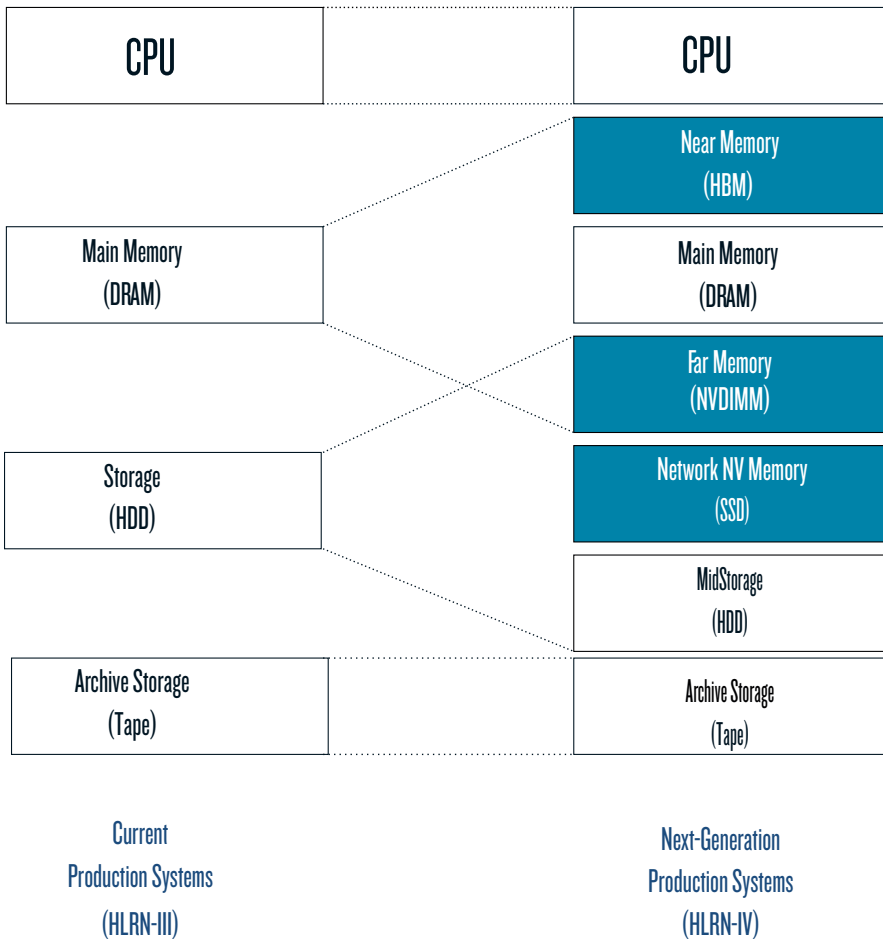 CPU
Main Memory
(DRAM)
Storage
(HDD)
Archive Storage
(Tape)
Current
Production Systems
(HLRN-III)
CPU
Near Memory
(HBM)
Main Memory
(DRAM)
Far Memory
(NVDIMM)
Network NV Memory
(SSD)
MidStorage
(HDD)
Archive Storage
(Tape)
Next-Generation
Production Systems
(HLRN-IV)